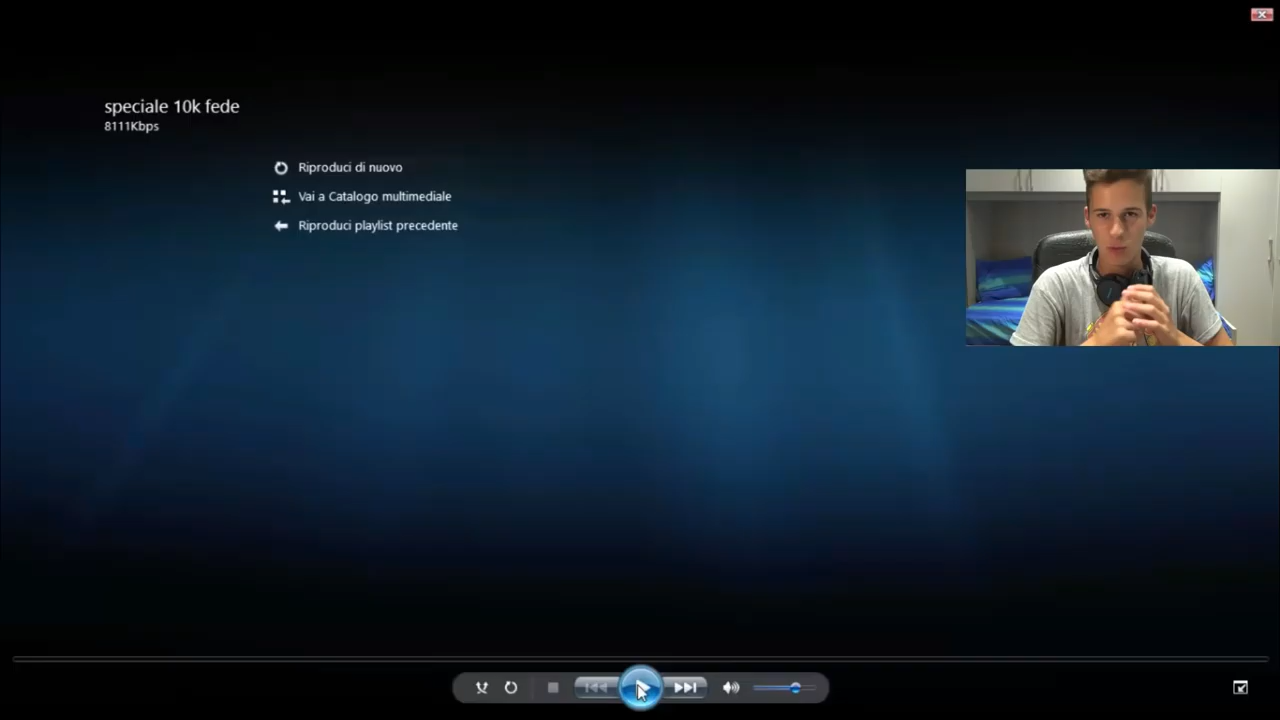 speciale 10k fede
8111Kbps
Riproduci di nuovo
Vai a Catalogo multimediale
Riproduci playlist precedente